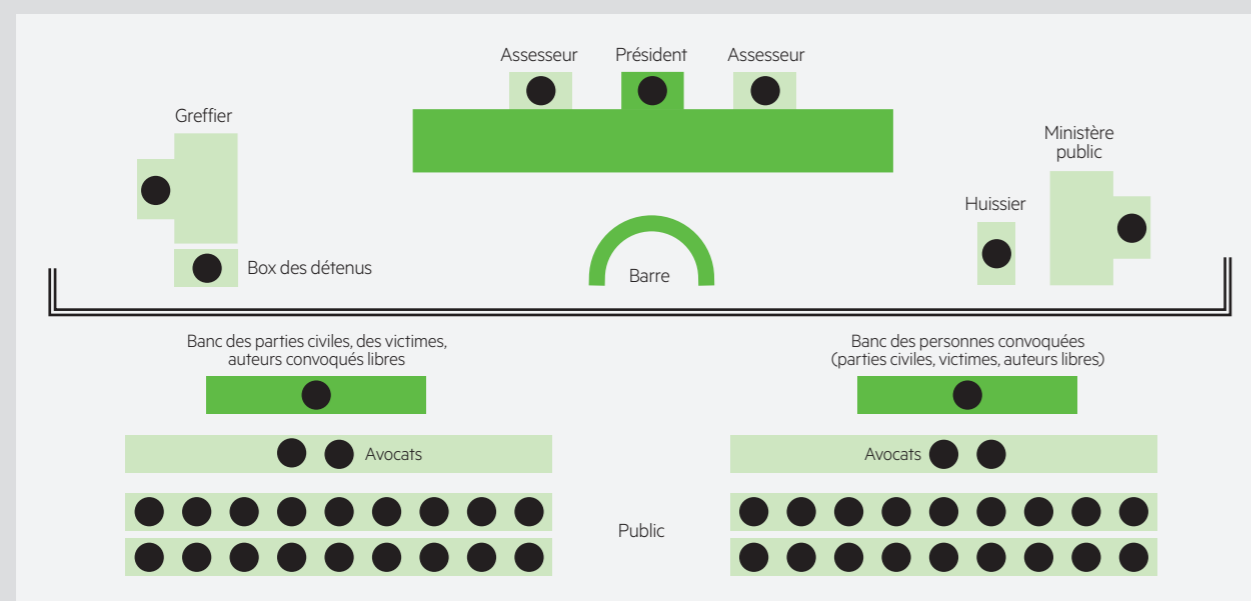 Assesseur
Président
Assesseur
Greffier
Ministère
public
Huissier
Box des détenus
Barre
Banc des parties civiles, des victimes,
auteurs convoqués libres
Banc des personnes convoquées
(parties civiles, victimes, auteurs libres)
Avocats
Avocats
Public